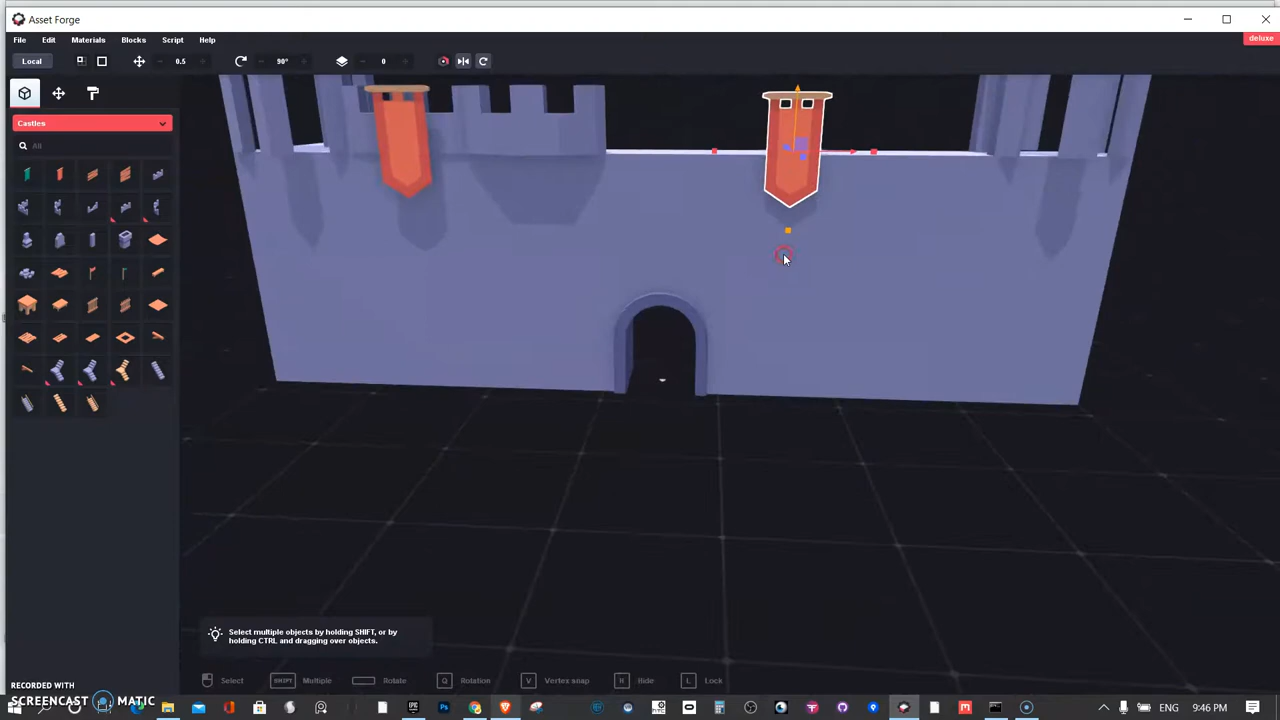 Asset Forge
File Edit Materials Blocks Script Help
deluxe
Local 0.5 90° 0
Castles
All
Select multiple objects by holding SHIFT, or by
holding CTRL and dragging over objects.
Select SHIFT Multiple Rotate Q Rotation V Vertex snap H Hide L Lock
RECORDED WITH
SCREENCAST MATIC
9:46 PM